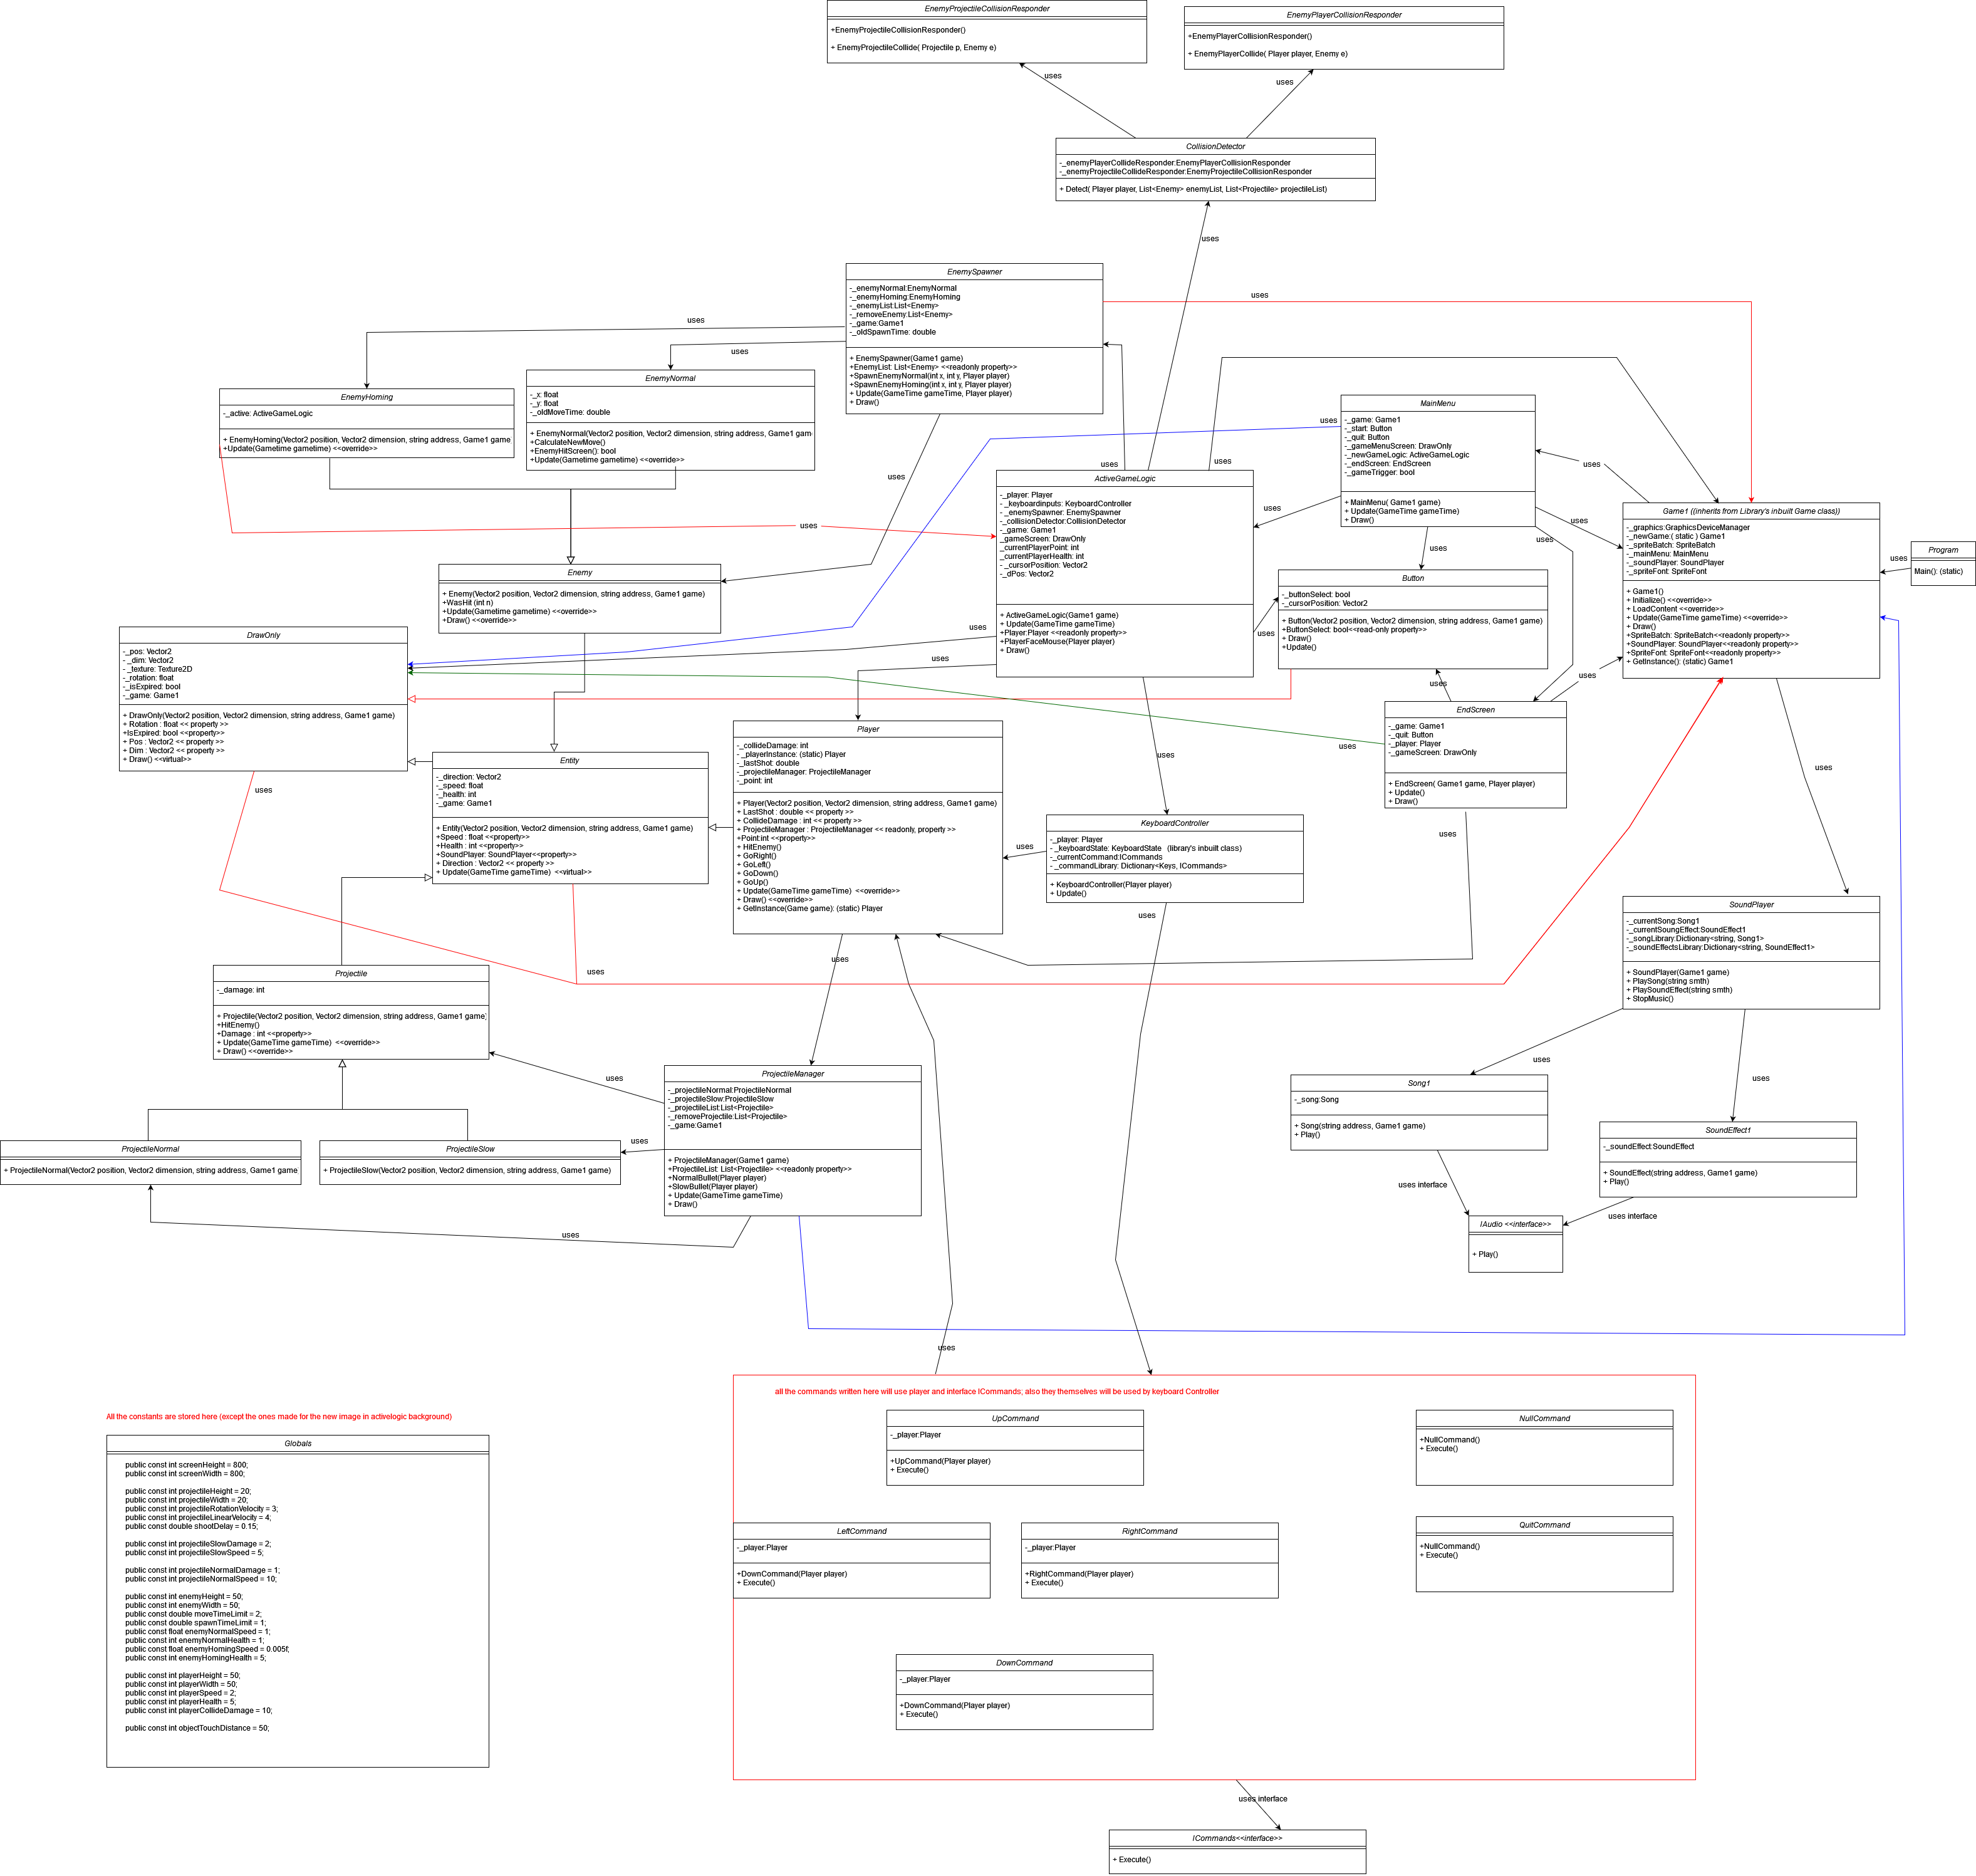 EnemyProjectileCollisionResponder
+EnemyProjectileCollisionResponder()
+ EnemyProjectileCollide( Projectile p, Enemy e)
EnemyPlayerCollisionResponder
+EnemyPlayerCollisionResponder()
+ EnemyPlayerCollide( Player player, Enemy e)
uses
uses
CollisionDetector
-_enemyPlayerCollideResponder:EnemyPlayerCollisionResponder
-_enemyProjectileCollideResponder:EnemyProjectileCollisionResponder
+ Detect( Player player, List<Enemy> enemyList, List<Projectile> projectileList)
uses
EnemySpawner
-_enemyNormal:EnemyNormal
-_enemyHoming:EnemyHoming
-_enemyList:List<Enemy>
-_removeEnemy:List<Enemy>
-_game:Game1
-_oldSpawnTime: double
+ EnemySpawner(Game1 game)
+EnemyList: List<Enemy> <<readonly property>>
+SpawnEnemyNormal(int x, int y, Player player)
+SpawnEnemyHoming(int x, int y, Player player)
+ Update(GameTime gameTime, Player player)
+ Draw()
uses
uses
uses
EnemyHoming
-_active: ActiveGameLogic
+ EnemyHoming(Vector2 position, Vector2 dimension, string address, Game1 game
+Update(Gametime gametime) <<override>>
EnemyNormal
-_x: float
-_y: float
-_oldMoveTime: double
+ EnemyNormal(Vector2 position, Vector2 dimension, string address, Game1 gam
+CalculateNewMove()
+EnemyHitScreen(): bool
+Update(Gametime gametime) <<override>>
uses
uses
uses
uses
uses
MainMenu
-_game: Game1
-_start: Button
-_quit: Button
-_gameMenuScreen: DrawOnly
-_newGameLogic: ActiveGameLogic
-_endScreen: EndScreen
-_gameTrigger: bool
+ MainMenu( Game1 game)
+ Update(GameTime gameTime)
+ Draw()
uses
uses
uses
uses
uses
ActiveGameLogic
-_player: Player
- _keyboardinputs: KeyboardController
- _enemySpawner: EnemySpawner
-_collisionDetector:CollisionDetector
-_game: Game1
_gameScreen: DrawOnly
_currentPlayerPoint: int
_currentPlayerHealth: int
- _cursorPosition: Vector2
-_dPos: Vector2
+ ActiveGameLogic(Game1 game)
+ Update(GameTime gameTime)
+Player:Player <<readonly property>>
+PlayerFaceMouse(Player player)
+ Draw()
Game1 ((inherits from Library's inbuilt Game class))
-_graphics:GraphicsDeviceManager
-_newGame:( static ) Game1
-_spriteBatch: SpriteBatch
-_mainMenu: MainMenu
-_soundPlayer: SoundPlayer
-_spriteFont: SpriteFont
+ Game1()
+ Initialize() <<override>>
+ LoadContent <<override>>
+ Update(GameTime gameTime) <<override>>
+ Draw()
+SpriteBatch: SpriteBatch<<readonly property>>
+SoundPlayer: SoundPlayer<<readonly property>>
+SpriteFont: SpriteFont<<readonly property>>
+ GetInstance(): (static) Game1
uses
Program
Main(): (static)
Enemy
+ Enemy(Vector2 position, Vector2 dimension, string address, Game1 game)
+WasHit (int n)
+Update(Gametime gametime) <<override>>
+Draw() <<override>>
Button
-_buttonSelect: bool
-_cursorPosition: Vector2
+ Button(Vector2 position, Vector2 dimension, string address, Game1 game)
+ButtonSelect: bool<<read-only property>>
+ Draw()
+Update()
uses
uses
uses
uses
uses
DrawOnly
-_pos: Vector2
- _dim: Vector2
- _texture: Texture2D
-_rotation: float
-_isExpired: bool
-_game: Game1
+ DrawOnly(Vector2 position, Vector2 dimension, string address, Game1 game)
+ Rotation : float << property >>
+IsExpired: bool <<property>>
+ Pos : Vector2 << property >>
+ Dim : Vector2 << property >>
+ Draw() <<virtual>>
uses
EndScreen
-_game: Game1
-_quit: Button
-_player: Player
-_gameScreen: DrawOnly
+ EndScreen( Game1 game, Player player)
+ Update()
+ Draw()
uses
uses
uses
uses
Entity
-_direction: Vector2
-_speed: float
-_health: int
-_game: Game1
+ Entity(Vector2 position, Vector2 dimension, string address, Game1 game)
+Speed : float <<property>>
+Health : int <<property>>
+SoundPlayer: SoundPlayer<<property>>
+ Direction : Vector2 << property >>
+ Update(GameTime gameTime)  <<virtual>>
Player
-_collideDamage: int
-_playerInstance: (static) Player
-_lastShot: double
-_projectileManager: ProjectileManager
-_point: int
+ Player(Vector2 position, Vector2 dimension, string address, Game1 game)
+ LastShot : double << property >>
+ CollideDamage : int << property >>
+ ProjectileManager : ProjectileManager << readonly, property >>
+Point:int <<property>>
+ HitEnemy()
+ GoRight()
+ GoLeft()
+ GoDown()
+ GoUp()
+ Update(GameTime gameTime)  <<override>>
+ Draw() <<override>>
+ GetInstance(Game game): (static) Player
uses
KeyboardController
-_player: Player
- _keyboardState: KeyboardState  (library's inbuilt class)
-_currentCommand:ICommands
- _commandLibrary: Dictionary<Keys, ICommands>
+ KeyboardController(Player player)
+ Update()
uses
uses
uses
SoundPlayer
-_currentSong:Song1
-_currentSoungEffect:SoundEffect1
-_songLibrary:Dictionary<string, Song1>
-_soundEffectsLibrary:Dictionary<string, SoundEffect1>
+ SoundPlayer(Game1 game)
+ PlaySong(string smth)
+ PlaySoundEffect(string smth)
+ StopMusic()
uses
uses
Projectile
-_damage: int
+ Projectile(Vector2 position, Vector2 dimension, string address, Game1 game)
+HitEnemy()
+Damage : int <<property>>
+ Update(GameTime gameTime)  <<override>>
+ Draw() <<override>>
uses
uses
ProjectileManager
-_projectileNormal:ProjectileNormal
-_projectileSlow:ProjectileSlow
-_projectileList:List<Projectile>
-_removeProjectile:List<Projectile>
-_game:Game1
+ ProjectileManager(Game1 game)
+ProjectileList: List<Projectile> <<readonly property>>
+NormalBullet(Player player)
+SlowBullet(Player player)
+ Update(GameTime gameTime)
+ Draw()
Song1
-_song:Song
+ Song(string address, Game1 game)
+ Play()
SoundEffect1
-_soundEffect:SoundEffect
+ SoundEffect(string address, Game1 game)
+ Play()
ProjectileNormal
+ ProjectileNormal(Vector2 position, Vector2 dimension, string address, Game1 game
ProjectileSlow
+ ProjectileSlow(Vector2 position, Vector2 dimension, string address, Game1 game)
uses
uses
uses interface
uses interface
IAudio <<interface>>
+ Play()
uses
all the commands written here will use player and interface ICommands; also they themselves will be used by keyboard Controller
UpCommand
-_player:Player
+UpCommand(Player player)
+ Execute()
NullCommand
+NullCommand()
+ Execute()
LeftCommand
-_player:Player
+DownCommand(Player player)
+ Execute()
RightCommand
-_player:Player
+RightCommand(Player player)
+ Execute()
QuitCommand
+NullCommand()
+ Execute()
DownCommand
-_player:Player
+DownCommand(Player player)
+ Execute()
All the constants are stored here (except the ones made for the new image in activelogic background)
Globals
public const int screenHeight = 800;
public const int screenWidth = 800;
public const int projectileHeight = 20;
public const int projectileWidth = 20;
public const int projectileRotationVelocity = 3;
public const int projectileLinearVelocity = 4;
public const double shootDelay = 0.15;
public const int projectileSlowDamage = 2;
public const int projectileSlowSpeed = 5;
public const int projectileNormalDamage = 1;
public const int projectileNormalSpeed = 10;
public const int enemyHeight = 50;
public const int enemyWidth = 50;
public const double moveTimeLimit = 2;
public const double spawnTimeLimit = 1;
public const float enemyNormalSpeed = 1;
public const int enemyNormalHealth = 1;
public const float enemyHomingSpeed = 0.005f;
public const int enemyHomingHealth = 5;
public const int playerHeight = 50;
public const int playerWidth = 50;
public const int playerSpeed = 2;
public const int playerHealth = 5;
public const int playerCollideDamage = 10;
public const int objectTouchDistance = 50;
uses interface
ICommands<<interface>>
+ Execute()